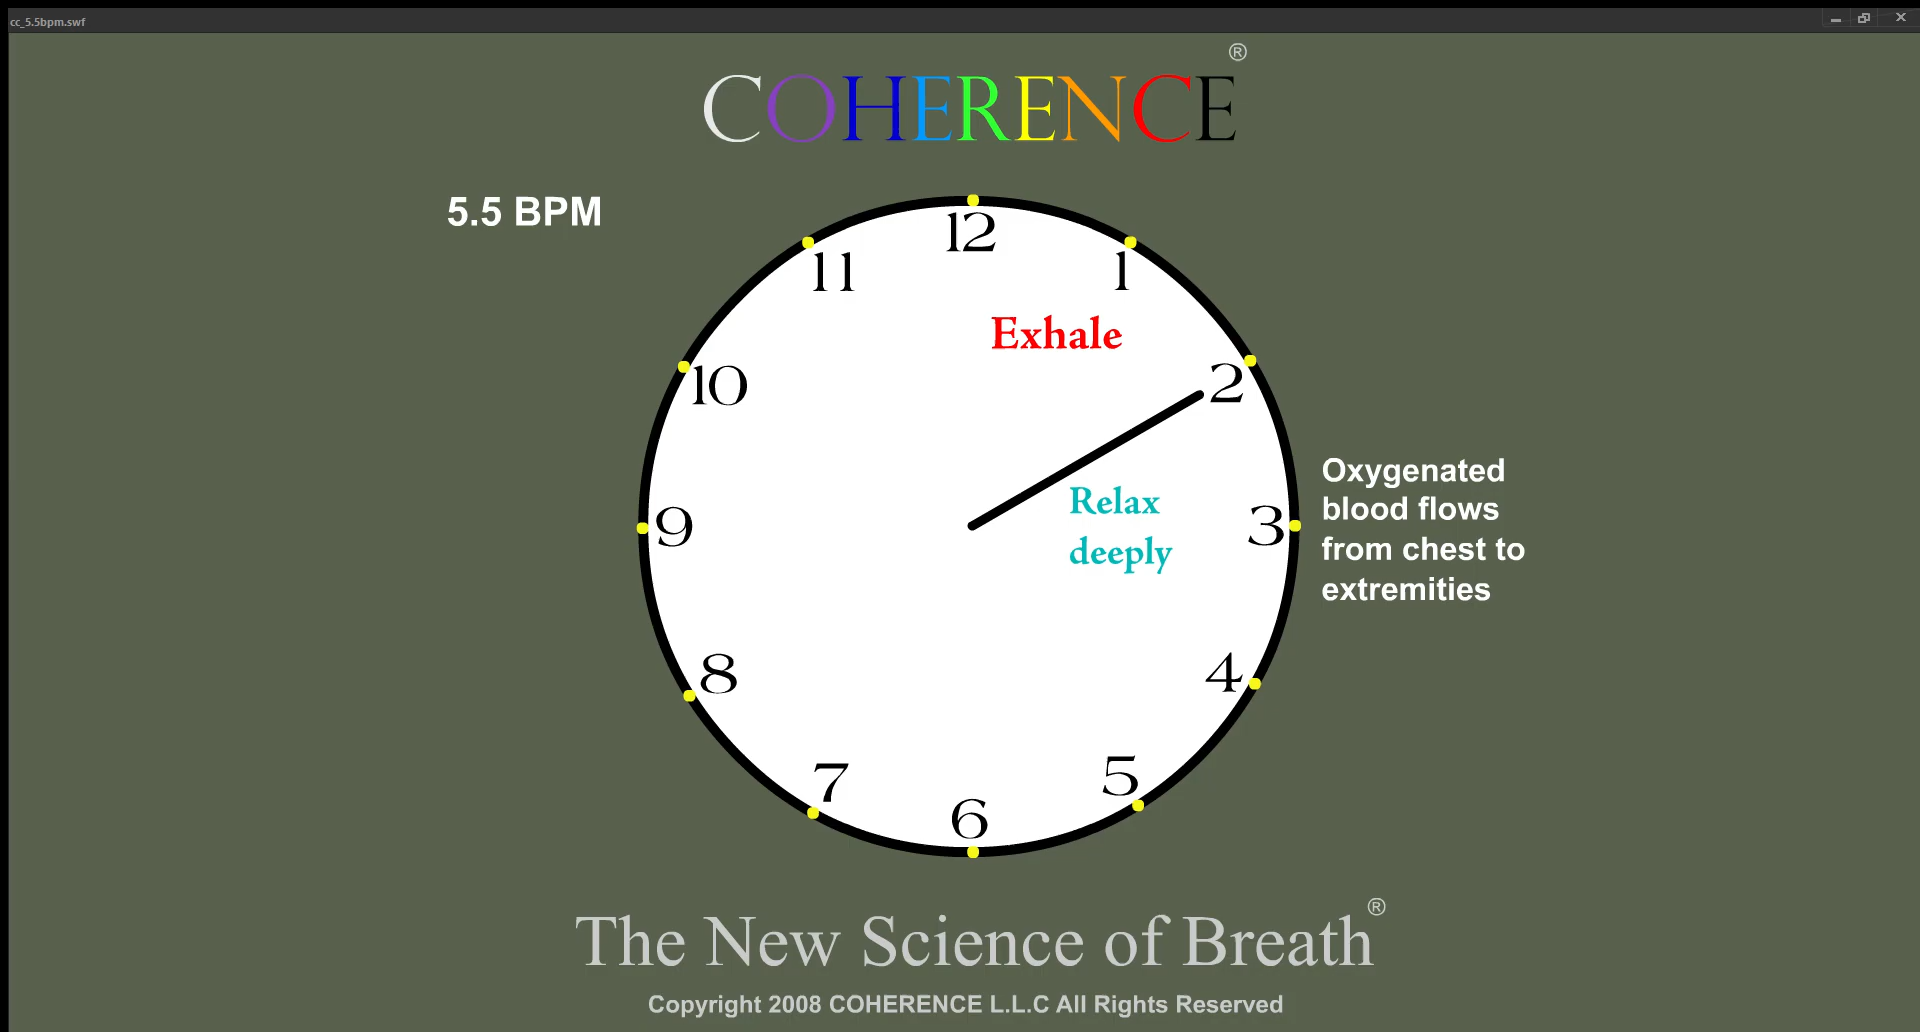 cc_5.5bpm.swf
®
COHERENCE
5.5 BPM
12
11
1
Exhale
10
2
Relax
deeply
9
3
Oxygenated
blood flows
from chest to
extremities
8
4
7
5
6
The New Science of Breath®
Copyright 2008 COHERENCE L.L.C All Rights Reserved